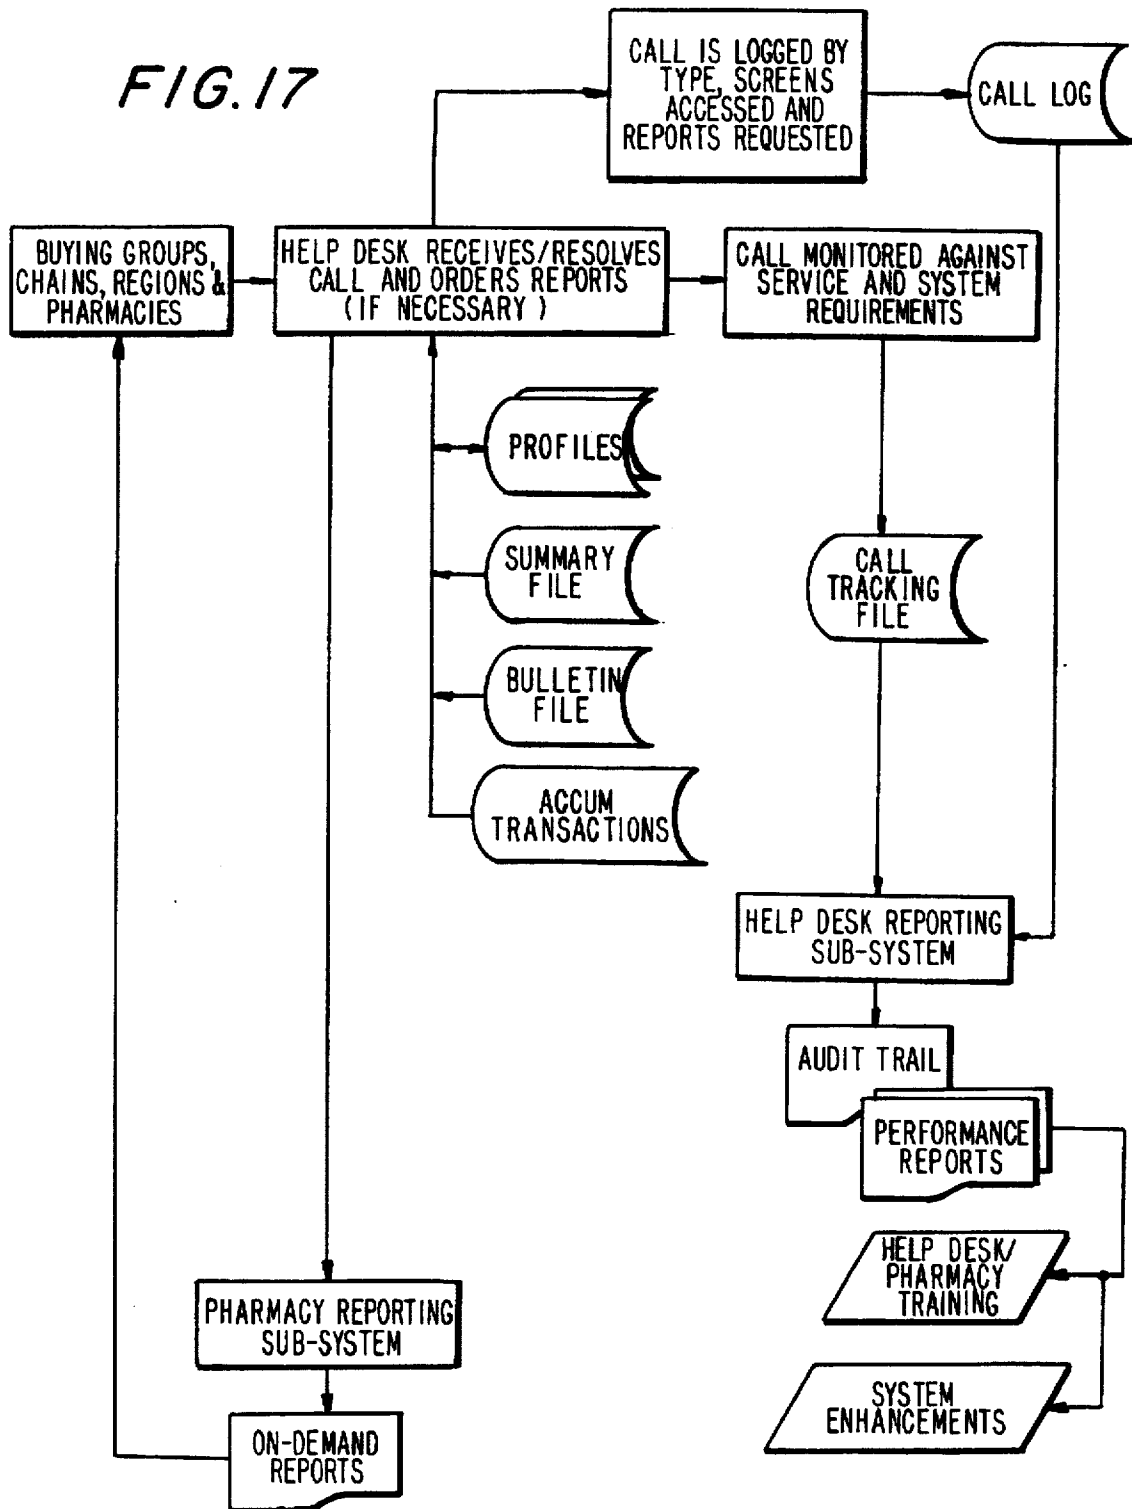 FIG.17
CALL IS LOGGED BY
TYPE, SCREENS
ACCESSED AND
REPORTS REQUESTED
CALL LOG
BUYING GROUPS,
CHAINS, REGIONS &
PHARMACIES
HELP DESK RECEIVES/RESOLVES
CALL AND ORDERS REPORTS
(IF NECESSARY)
CALL MONITORED AGAINST
SERVICE AND SYSTEM
REQUIREMENTS
PROFILES
SUMMARY
FILE
BULLETIN
FILE
ACCUM
TRANSACTIONS
CALL
TRACKING
FILE
HELP DESK REPORTING
SUB-SYSTEM
AUDIT TRAIL
PERFORMANCE
REPORTS
HELP DESK/
PHARMACY
TRAINING
SYSTEM
ENHANCEMENTS
PHARMACY REPORTING
SUB-SYSTEM
ON-DEMAND
REPORTS